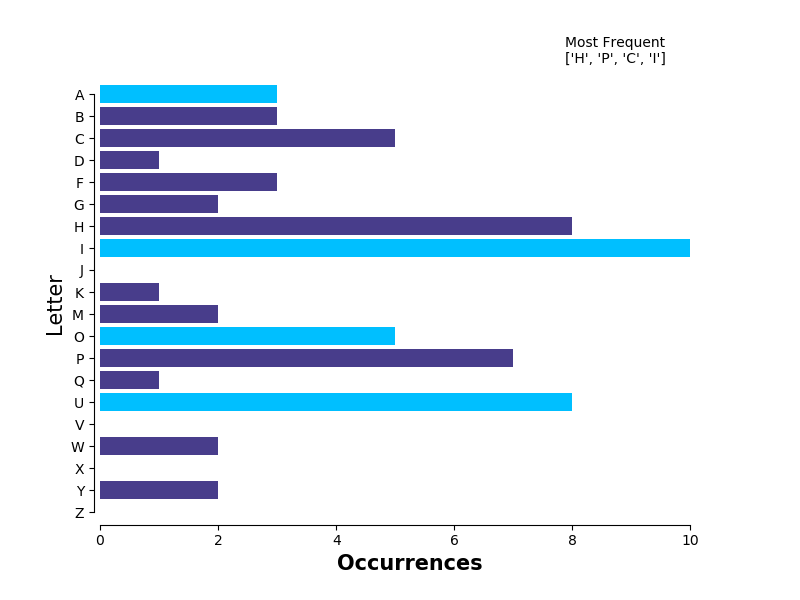 Most Frequent
['H', 'P', 'C', 'I']
A
B
C
D
F
G
H
I
J
K
M
O
P
Q
U
V
W
X
Y
Z
Letter
0 2 4 6 8 10
Occurrences